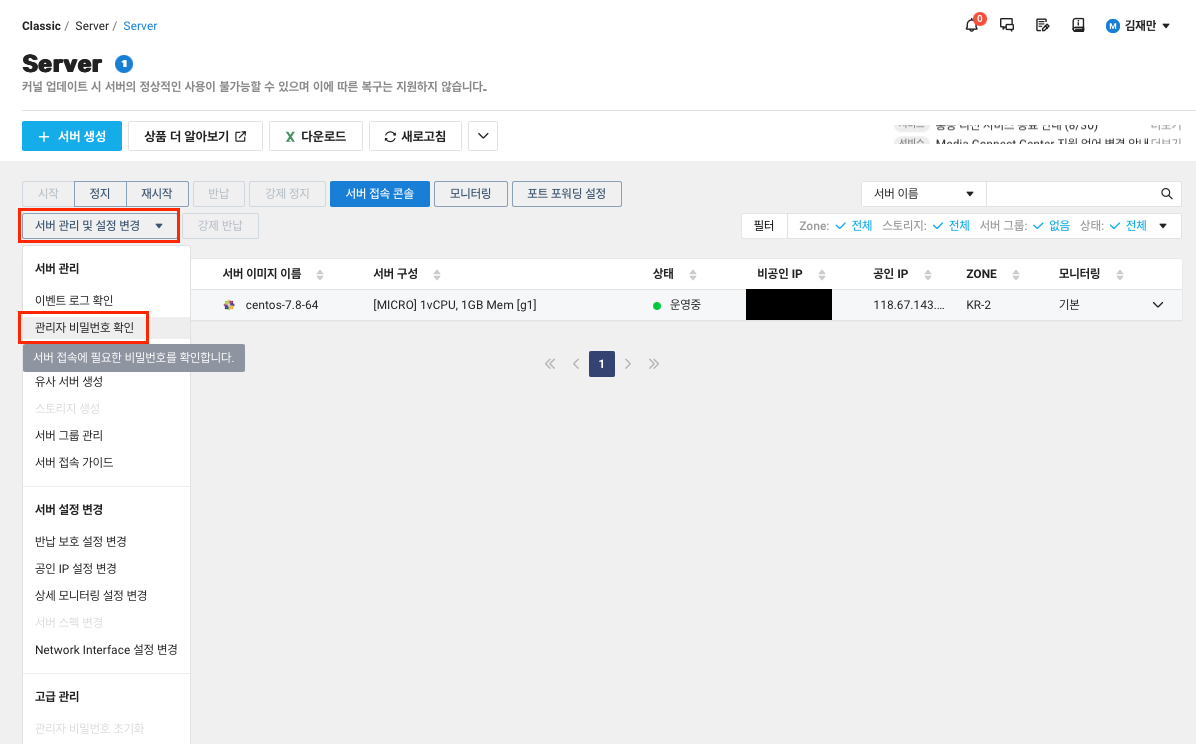 Classic / Server / Server
0
M 김재만
Server 1
커널 업데이트 시 서버의 정상적인 사용이 불가능할 수 있으며 이에 따른 복구는 지원하지 않습니다.
+ 서버 생성
상품 더 알아보기
X 다운로드
새로고침
서비스 공공 더보기
서비스 Media Connect Center 지원 언어 변경 안내 더보기
시작 정지 재시작 반납 강제 정지 서버 접속 콘솔 모니터링 포트 포워딩 설정
서버 이름
서버 관리 및 설정 변경 강제 반납
필터 Zone: 전체 스토리지: 전체 서버 그룹: 없음 상태: 전체
서버 이미지 이름 서버 구성 상태 비공인 IP 공인 IP ZONE 모니터링
centos-7.8-64 [MICRO] 1vCPU, 1GB Mem [g1] 운영중 118.67.143.... KR-2 기본
1
서버 관리
이벤트 로그 확인
관리자 비밀번호 확인
서버 접속에 필요한 비밀번호를 확인합니다.
유사 서버 생성
스토리지 생성
서버 그룹 관리
서버 접속 가이드
서버 설정 변경
반납 보호 설정 변경
공인 IP 설정 변경
상세 모니터링 설정 변경
서버 스펙 변경
Network Interface 설정 변경
고급 관리
관리자 비밀번호 초기화